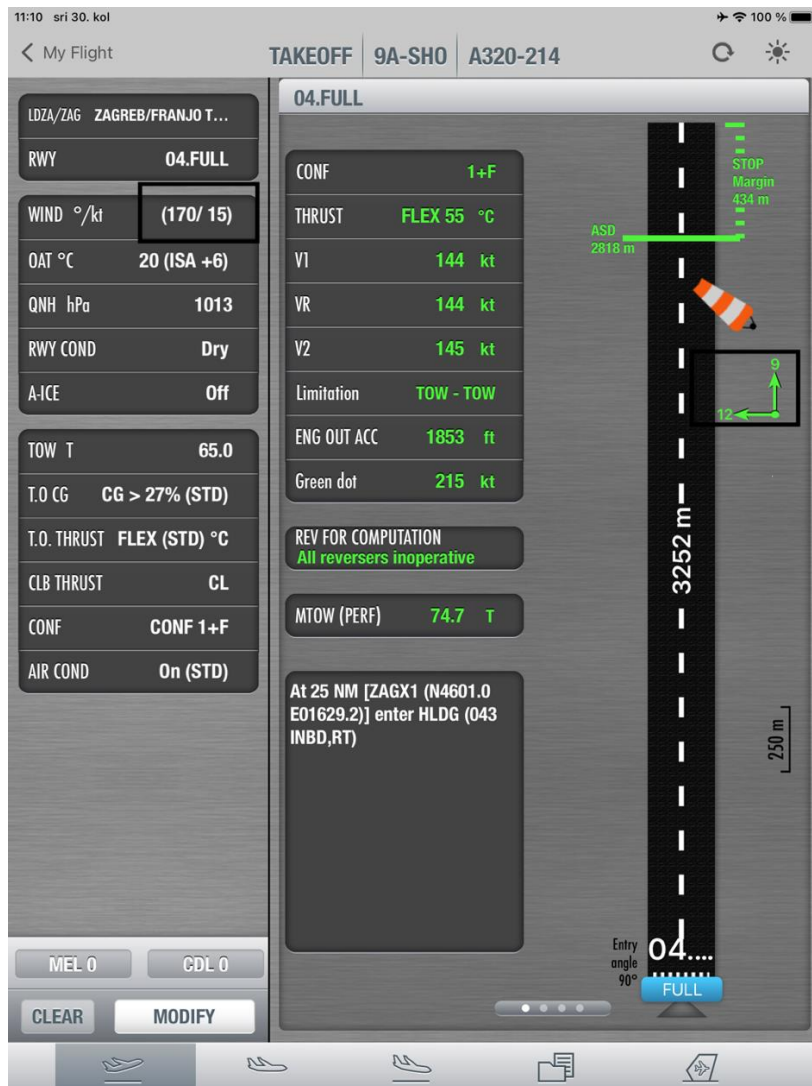 11:10 sri 30. kol
100 %
My Flight
TAKEOFF 9A-SHO A320-214
LDZA/ZAG ZAGREB/FRANJO T...
RWY 04.FULL
WIND °/kt (170/ 15)
OAT °C 20 (ISA +6)
QNH hPa 1013
RWY COND Dry
A-ICE Off
TOW T 65.0
T.O CG CG > 27% (STD)
T.O. THRUST FLEX (STD) °C
CLB THRUST CL
CONF CONF 1+F
AIR COND On (STD)
MEL 0 CDL 0
CLEAR MODIFY
04.FULL
CONF 1+F
THRUST FLEX 55 °C
V1 144 kt
VR 144 kt
V2 145 kt
Limitation TOW - TOW
ENG OUT ACC 1853 ft
Green dot 215 kt
REV FOR COMPUTATION
All reversers inoperative
MTOW (PERF) 74.7 T
At 25 NM [ZAGX1 (N4601.0
E01629.2)] enter HLDG (043
INBD,RT)
STOP
Margin
434 m
ASD
2818 m
9
12
3252 m
250 m
Entry
angle
90°
04....
FULL